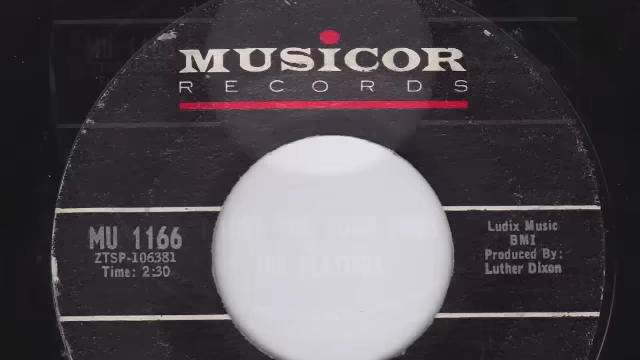 MUSICOR
RECORDS
MU 1166
ZTSP-106381
Time: 2:30
Ludix Music
BMI
Produced By:
Luther Dixon